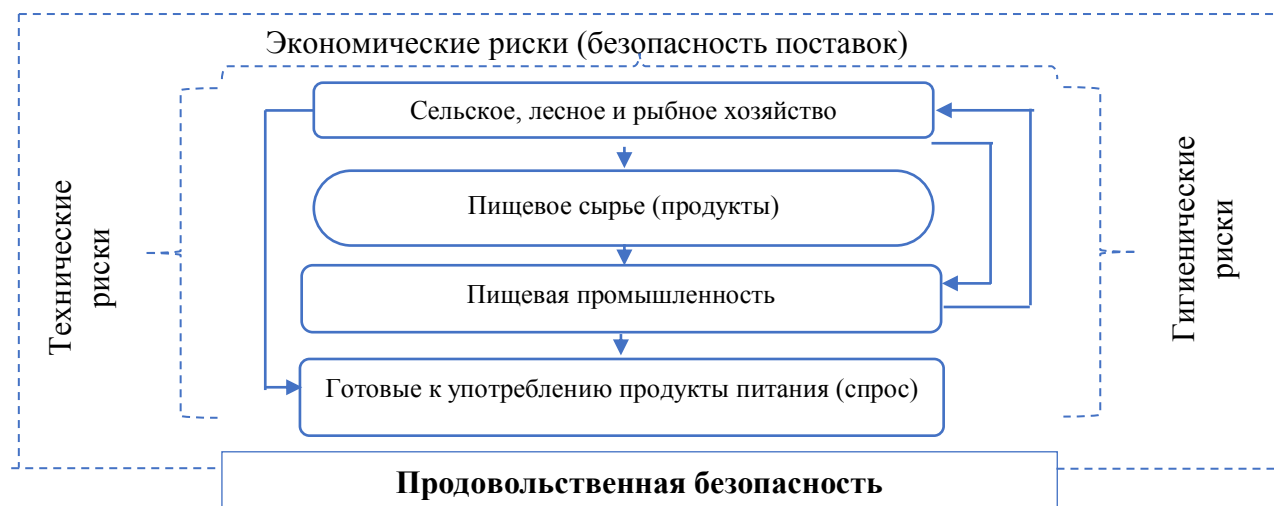 Экономические риски (безопасность поставок)
Технические
риски
Сельское, лесное и рыбное хозяйство
Пищевое сырье (продукты)
Пищевая промышленность
Готовые к употреблению продукты питания (спрос)
Гигиенические
риски
Продовольственная безопасность